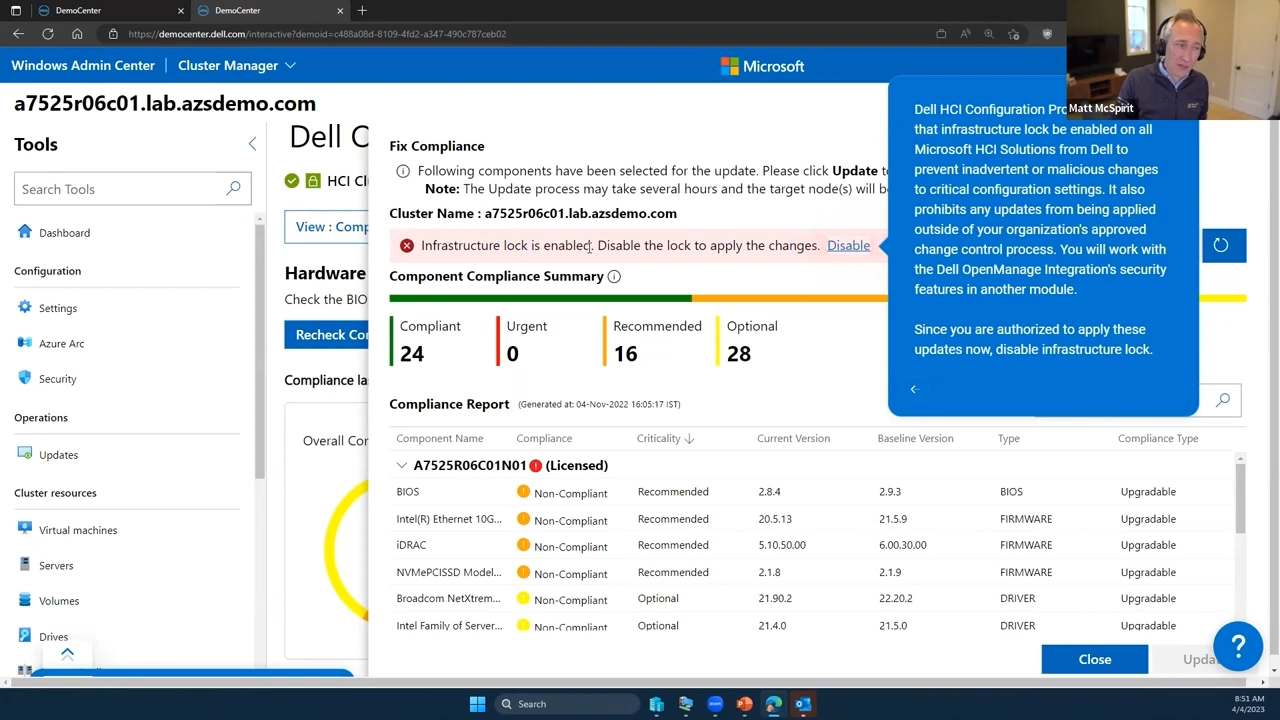 DemoCenter
DemoCenter
https://democenter.dell.com/interactive?demoid=c488a08d-8109-4fd2-a347-490c787ceb02
Windows Admin Center
Cluster Manager
Microsoft
Matt McSpirit
a7525r06c01.lab.azsdemo.com
Tools
Search Tools
Dashboard
Configuration
Settings
Azure Arc
Security
Operations
Updates
Cluster resources
Virtual machines
Servers
Volumes
Drives
Dell
HCI
View :
Hardware
Check the BIO
Recheck
Compliance
Overall
Fix Compliance
Following components have been selected for the update. Please click Update
Note: The Update process may take several hours and the target node(s) will be
Cluster Name : a7525r06c01.lab.azsdemo.com
Infrastructure lock is enabled. Disable the lock to apply the changes. Disable
Component Compliance Summary
Compliant
24
Urgent
0
Recommended
16
Optional
28
Compliance Report (Generated at: 04-Nov-2022 16:05:17 IST)
Component Name Compliance Criticality Current Version Baseline Version Type Compliance Type
A7525R06C01N01 (Licensed)
BIOS Non-Compliant Recommended 2.8.4 2.9.3 BIOS Upgradable
Intel(R) Ethernet 10G... Non-Compliant Recommended 20.5.13 21.5.9 FIRMWARE Upgradable
iDRAC Non-Compliant Recommended 5.10.50.00 6.00.30.00 FIRMWARE Upgradable
NVMePCISSD Model... Non-Compliant Recommended 2.1.8 2.1.9 FIRMWARE Upgradable
Broadcom NetXtrem... Non-Compliant Optional 21.90.2 22.20.2 DRIVER Upgradable
Intel Family of Server... Non-Compliant Optional 21.4.0 21.5.0 DRIVER Upgradable
Close
Dell HCI Configuration
that infrastructure lock be enabled on all
Microsoft HCI Solutions from Dell to
prevent inadvertent or malicious changes
to critical configuration settings. It also
prohibits any updates from being applied
outside of your organization's approved
change control process. You will work with
the Dell OpenManage Integration's security
features in another module.
Since you are authorized to apply these
updates now, disable infrastructure lock.
?
Search
8:51 AM
4/4/2023